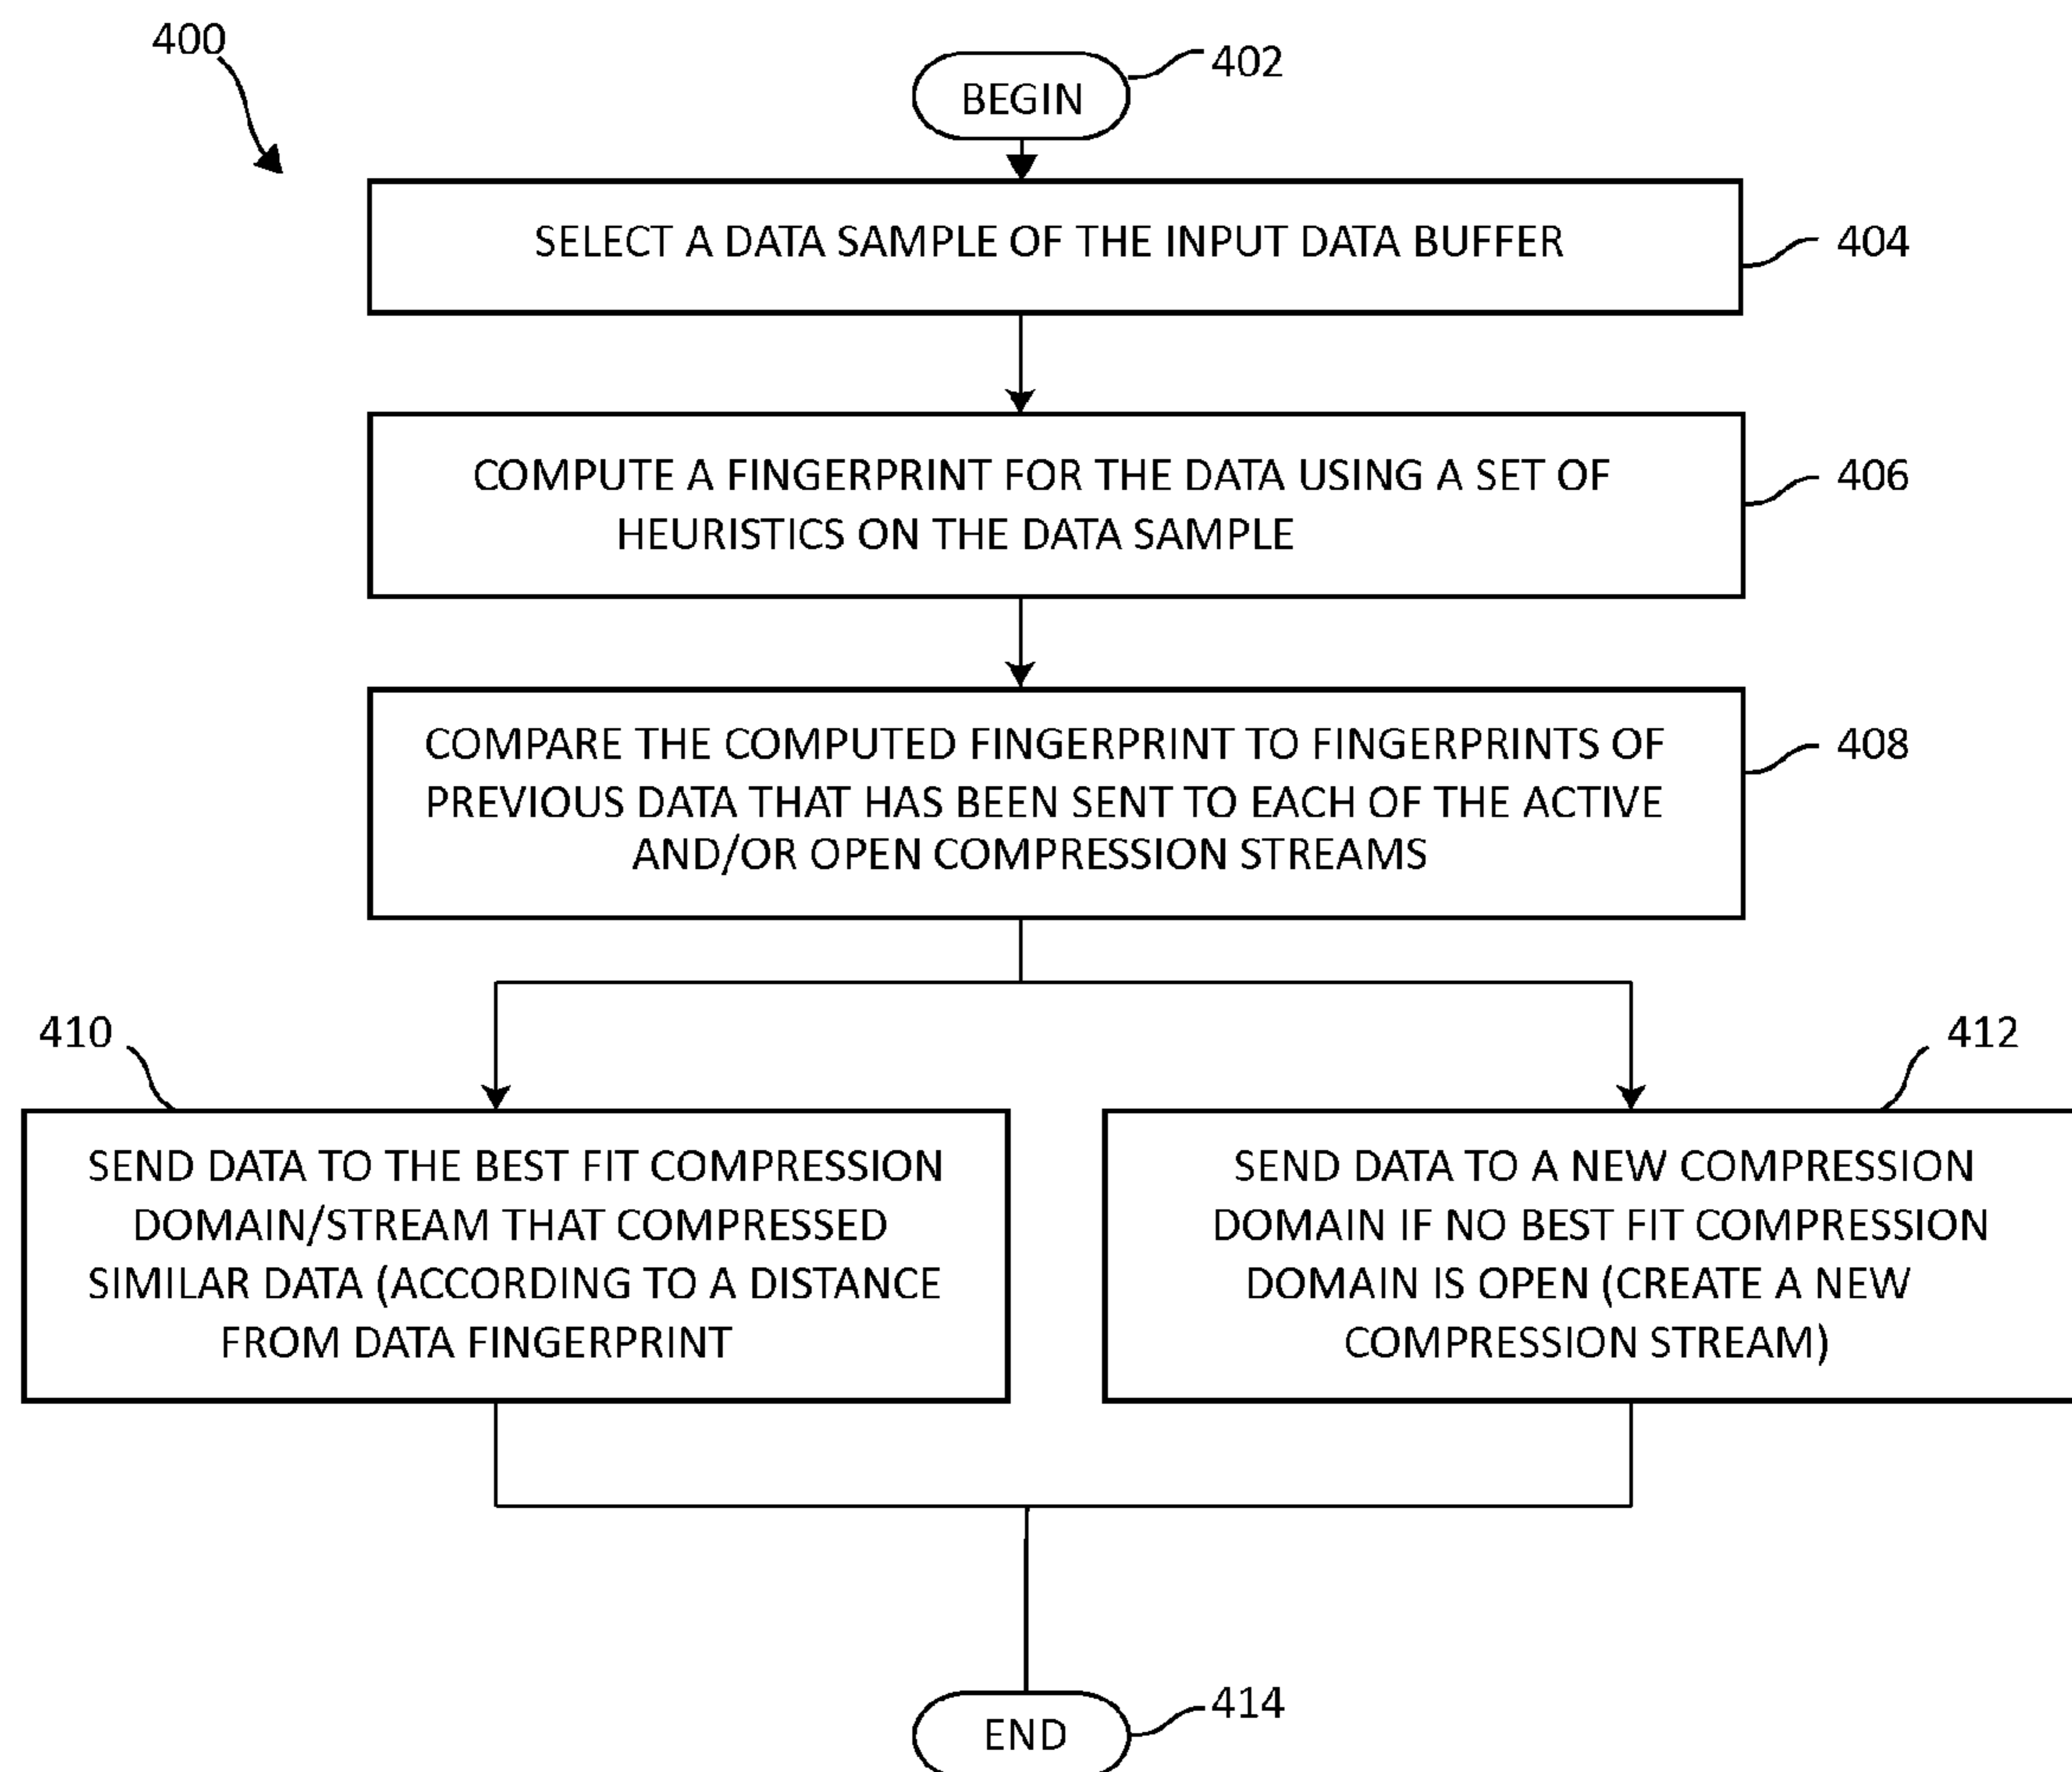 400
BEGIN
402
SELECT A DATA SAMPLE OF THE INPUT DATA BUFFER
404
COMPUTE A FINGERPRINT FOR THE DATA USING A SET OF
HEURISTICS ON THE DATA SAMPLE
406
COMPARE THE COMPUTED FINGERPRINT TO FINGERPRINTS OF
PREVIOUS DATA THAT HAS BEEN SENT TO EACH OF THE ACTIVE
AND/OR OPEN COMPRESSION STREAMS
408
410
SEND DATA TO THE BEST FIT COMPRESSION
DOMAIN/STREAM THAT COMPRESSED
SIMILAR DATA (ACCORDING TO A DISTANCE
FROM DATA FINGERPRINT
412
SEND DATA TO A NEW COMPRESSION
DOMAIN IF NO BEST FIT COMPRESSION
DOMAIN IS OPEN (CREATE A NEW
COMPRESSION STREAM)
END
414